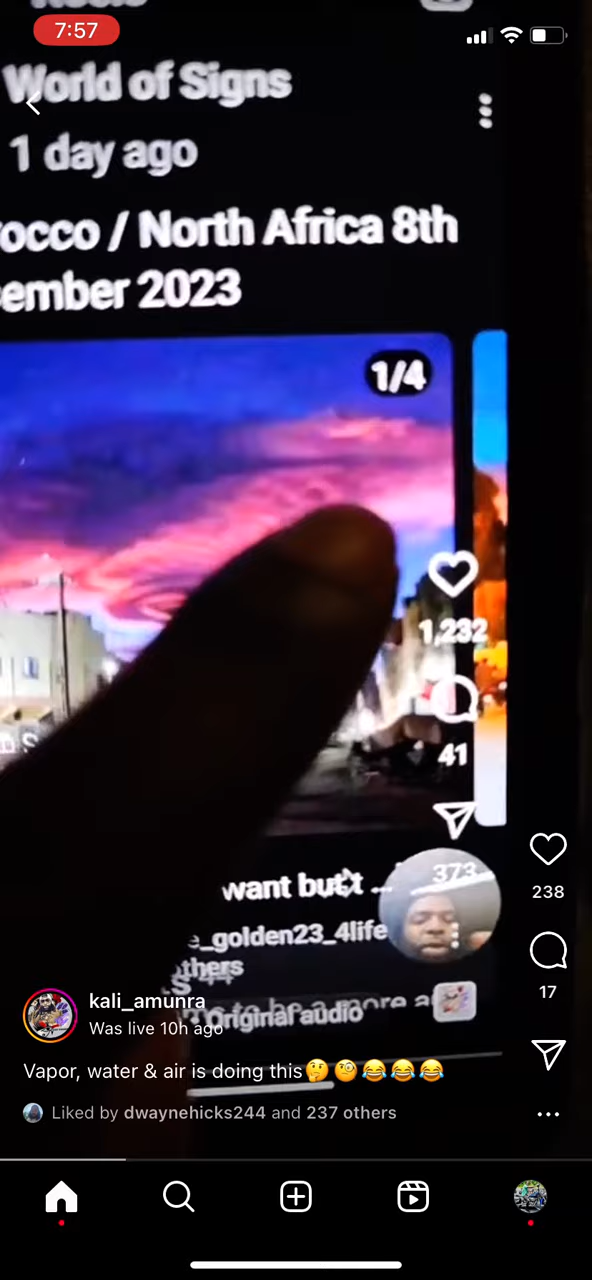 7:57
World of Signs
1 day ago
occo / North Africa 8th
ember 2023
1/4
1,232
41
want but
373
e_golden23_4life
thers
Original audio
238
17
kali_amunra
Was live 10h ago
Vapor, water & air is doing this🤔🧐😂😂😂
Liked by dwaynehicks244 and 237 others